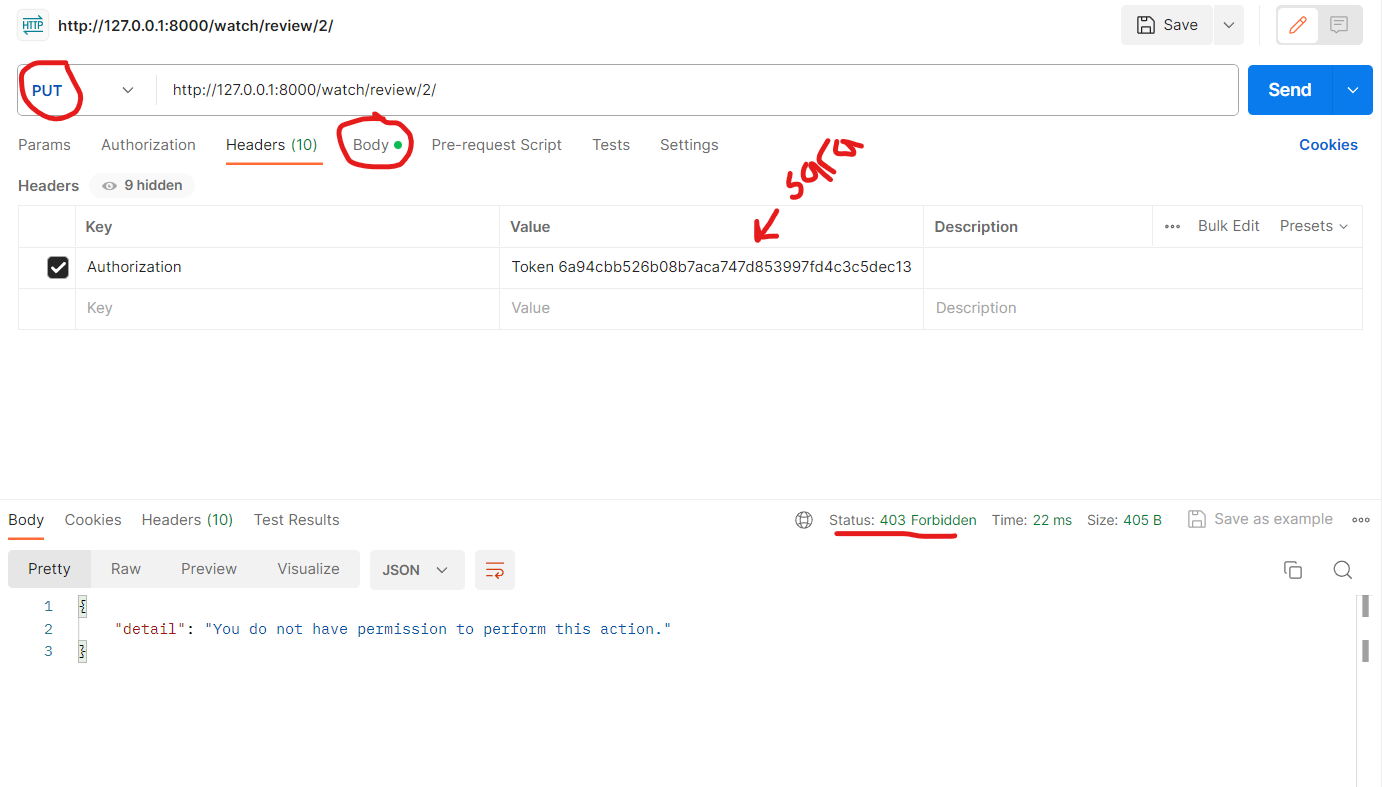 HTTP http://127.0.0.1:8000/watch/review/2/ Save
PUT http://127.0.0.1:8000/watch/review/2/ Send
Params Authorization Headers (10) Body Pre-request Script Tests Settings Cookies
Headers 9 hidden
Key Value Description ••• Bulk Edit Presets
Authorization Token 6a94cbb526b08b7aca747d853997fd4c3c5dec13
Key Value Description
Body Cookies Headers (10) Test Results Status: 403 Forbidden Time: 22 ms Size: 405 B Save as example
Pretty Raw Preview Visualize JSON
1 {
2 "detail": "You do not have permission to perform this action."
3 }